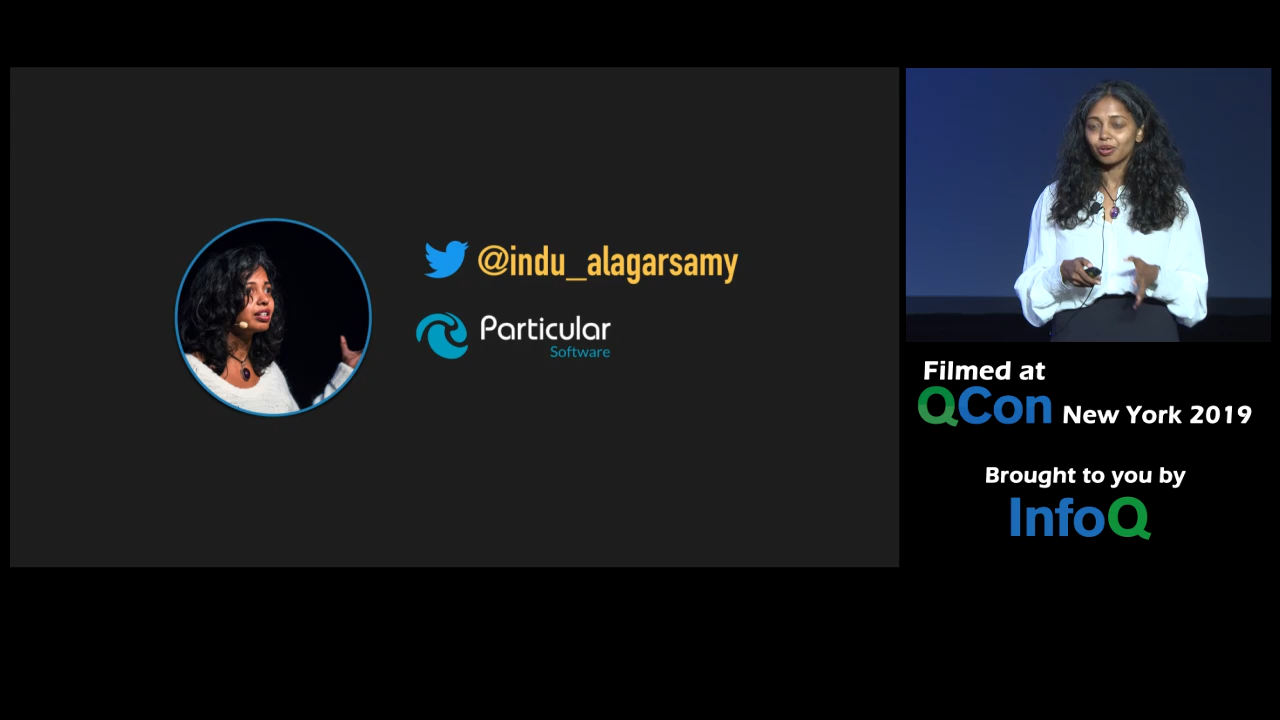 @indu_alagarsamy
Particular
Software
Filmed at
QCon New York 2019
Brought to you by
InfoQ